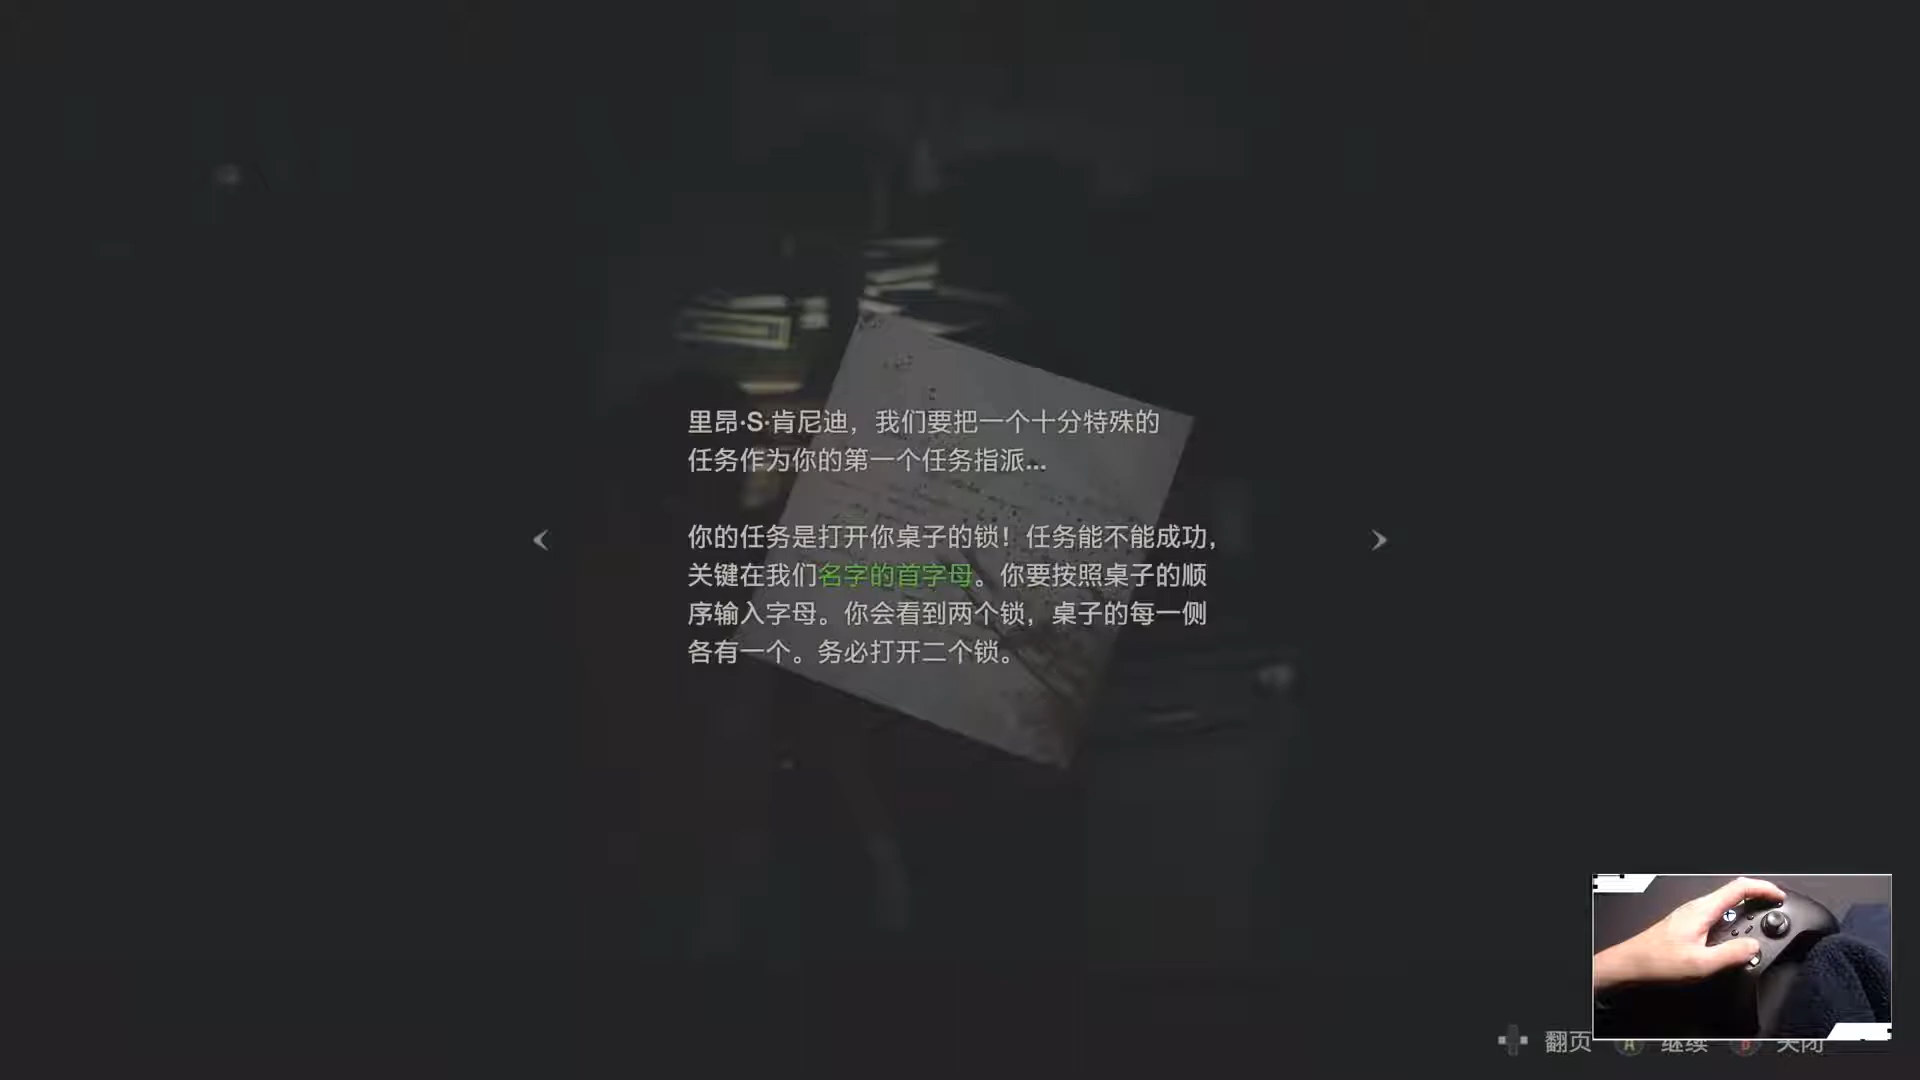 里昂·S·肯尼迪，我们要把一个十分特殊的
任务作为你的第一个任务指派...
你的任务是打开你桌子的锁！任务能不能成功，
关键在我们名字的首字母。你要按照桌子的顺
序输入字母。你会看到两个锁，桌子的每一侧
各有一个。务必打开二个锁。
翻页 A 继续 B 关闭